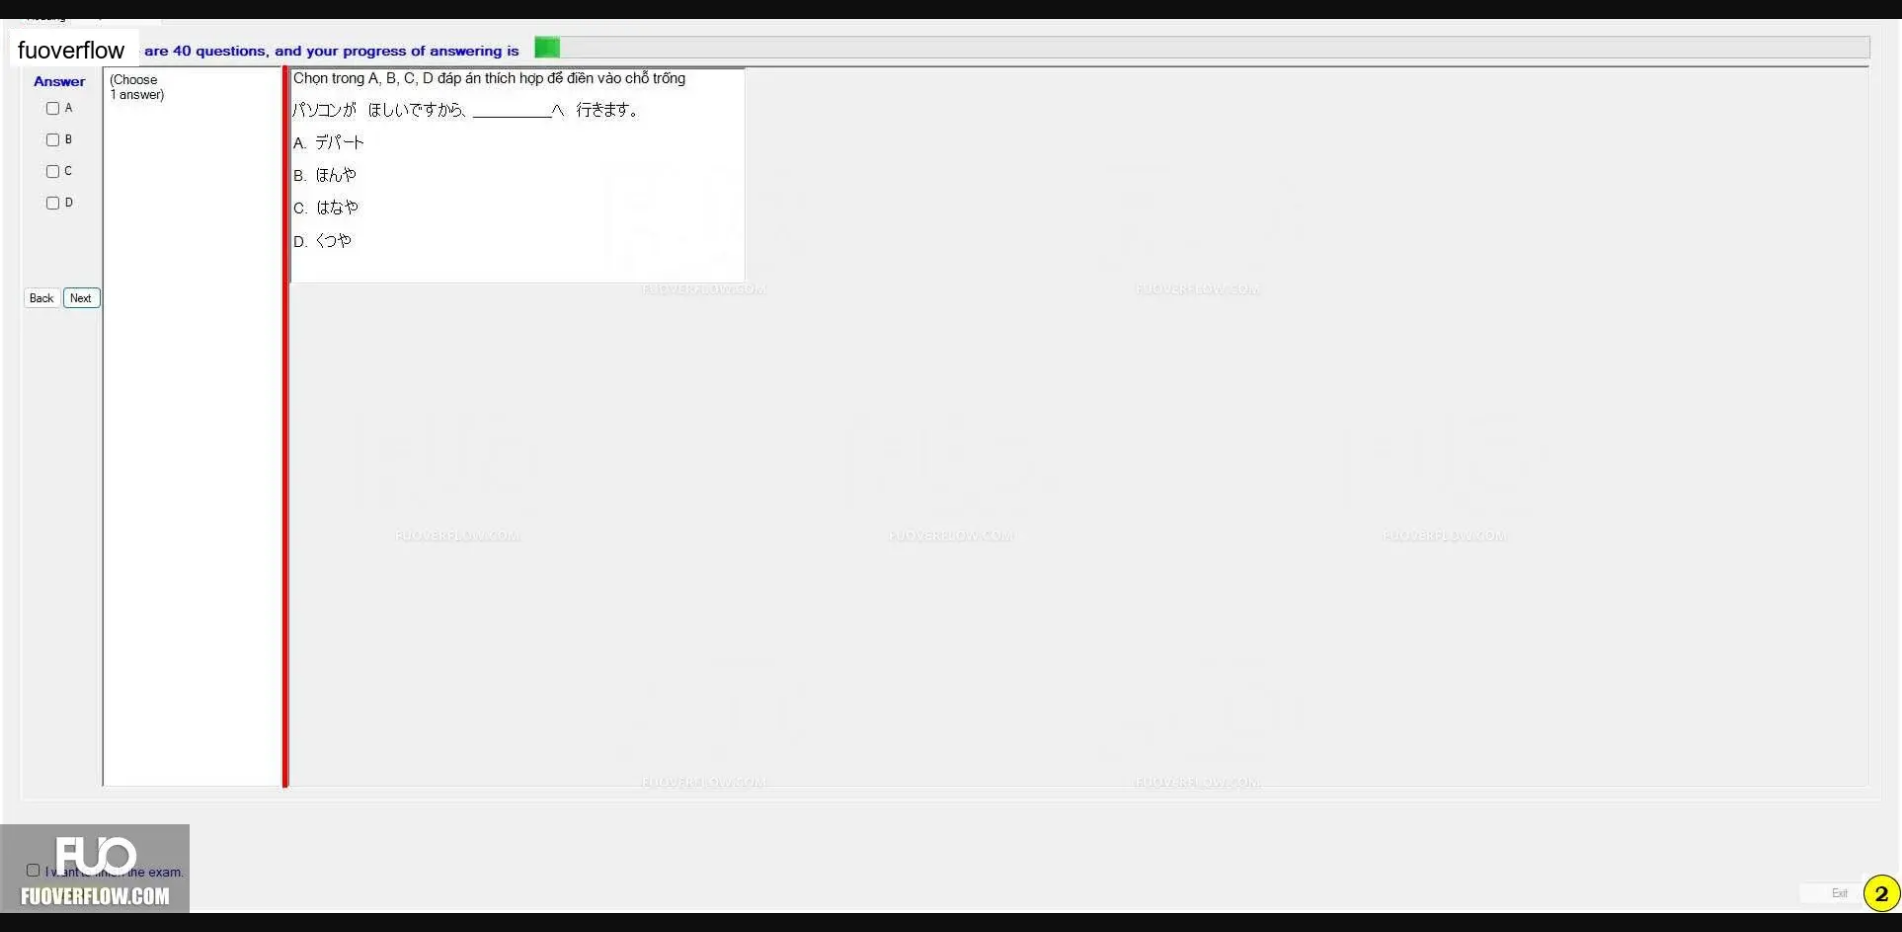 fuoverflow are 40 questions, and your progress of answering is
Answer
(Choose
1 answer)
A
B
C
D
Back Next
Chọn trong A, B, C, D đáp án thích hợp để điền vào chỗ trống
パソコンが ほしいですから、__________へ 行きます。
A. デパート
B. ほんや
C. はなや
D. くつや
FUOVERFLOW.COM FUOVERFLOW.COM
FUOVERFLOW.COM FUOVERFLOW.COM FUOVERFLOW.COM
FUOVERFLOW.COM FUOVERFLOW.COM
FUO
I want to finish the exam.
FUOVERFLOW.COM
Exit 2